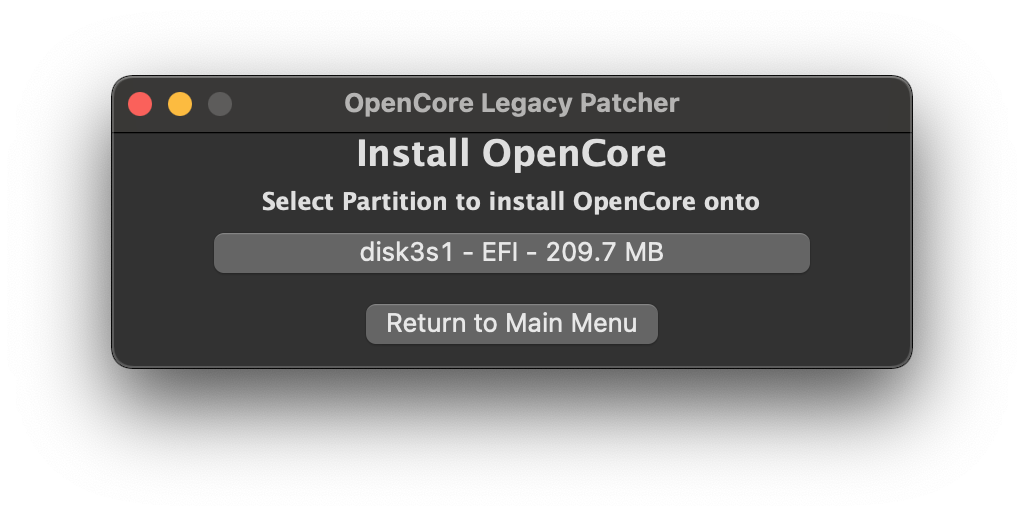 OpenCore Legacy Patcher
Install OpenCore
Select Partition to install OpenCore onto
disk3s1 - EFI - 209.7 MB
Return to Main Menu